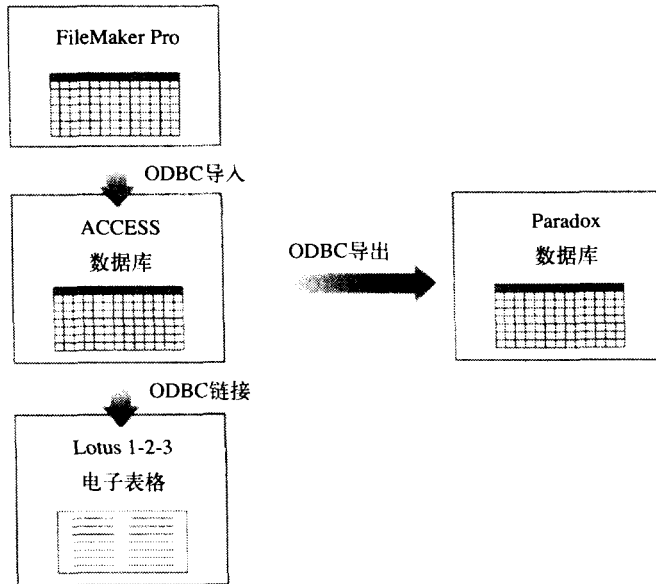 FileMaker Pro
ODBC导入
ACCESS
数据库
ODBC导出
Paradox
数据库
ODBC链接
Lotus 1-2-3
电子表格